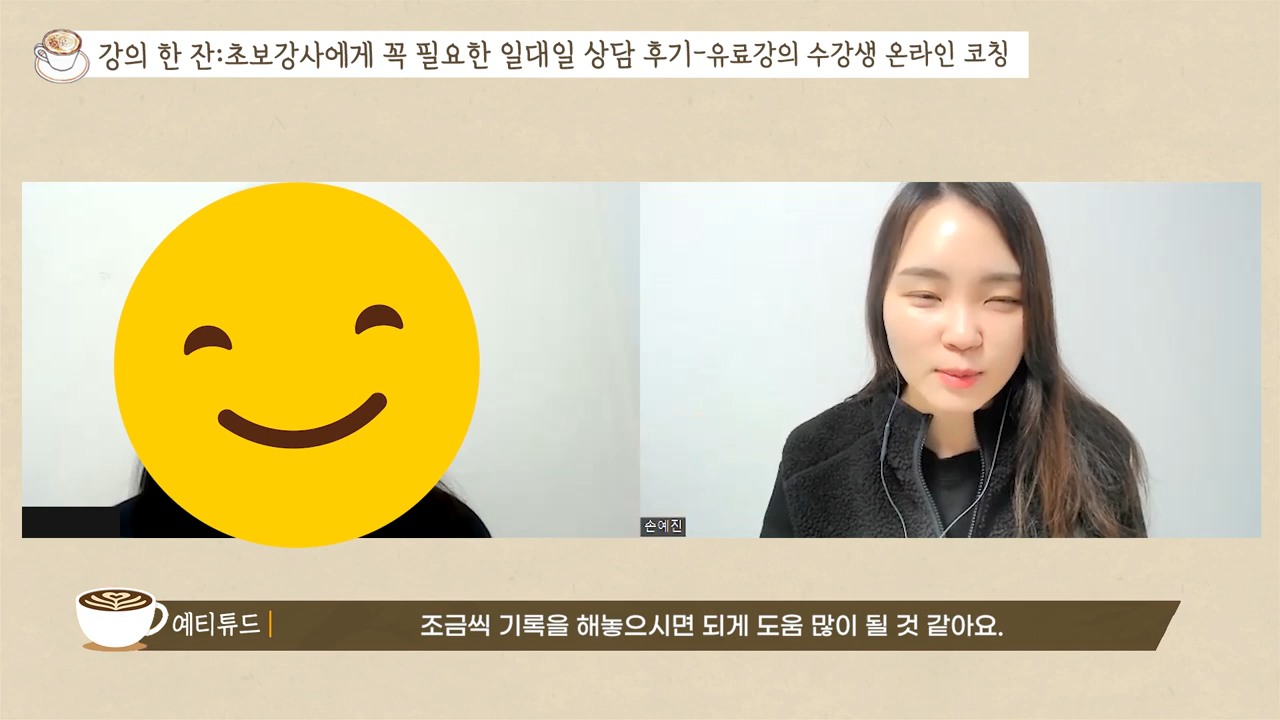 강의 한 잔:초보강사에게 꼭 필요한 일대일 상담 후기-유료강의 수강생 온라인 코칭
손예진
예티튜드
조금씩 기록을 해놓으시면 되게 도움 많이 될 것 같아요.